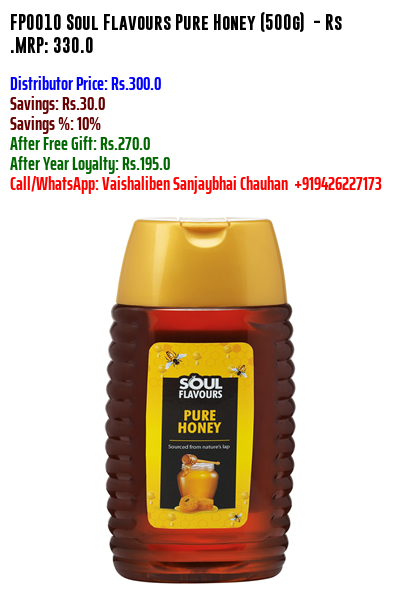 FP0010 Soul Flavours Pure Honey (500g) - Rs
.MRP: 330.0
Distributor Price: Rs.300.0
Savings: Rs.30.0
Savings %: 10%
After Free Gift: Rs.270.0
After Year Loyalty: Rs.195.0
Call/WhatsApp: Vaishaliben Sanjaybhai Chauhan +919426227173
SOUL
FLAVOURS
PURE
HONEY
Sourced from nature's lap